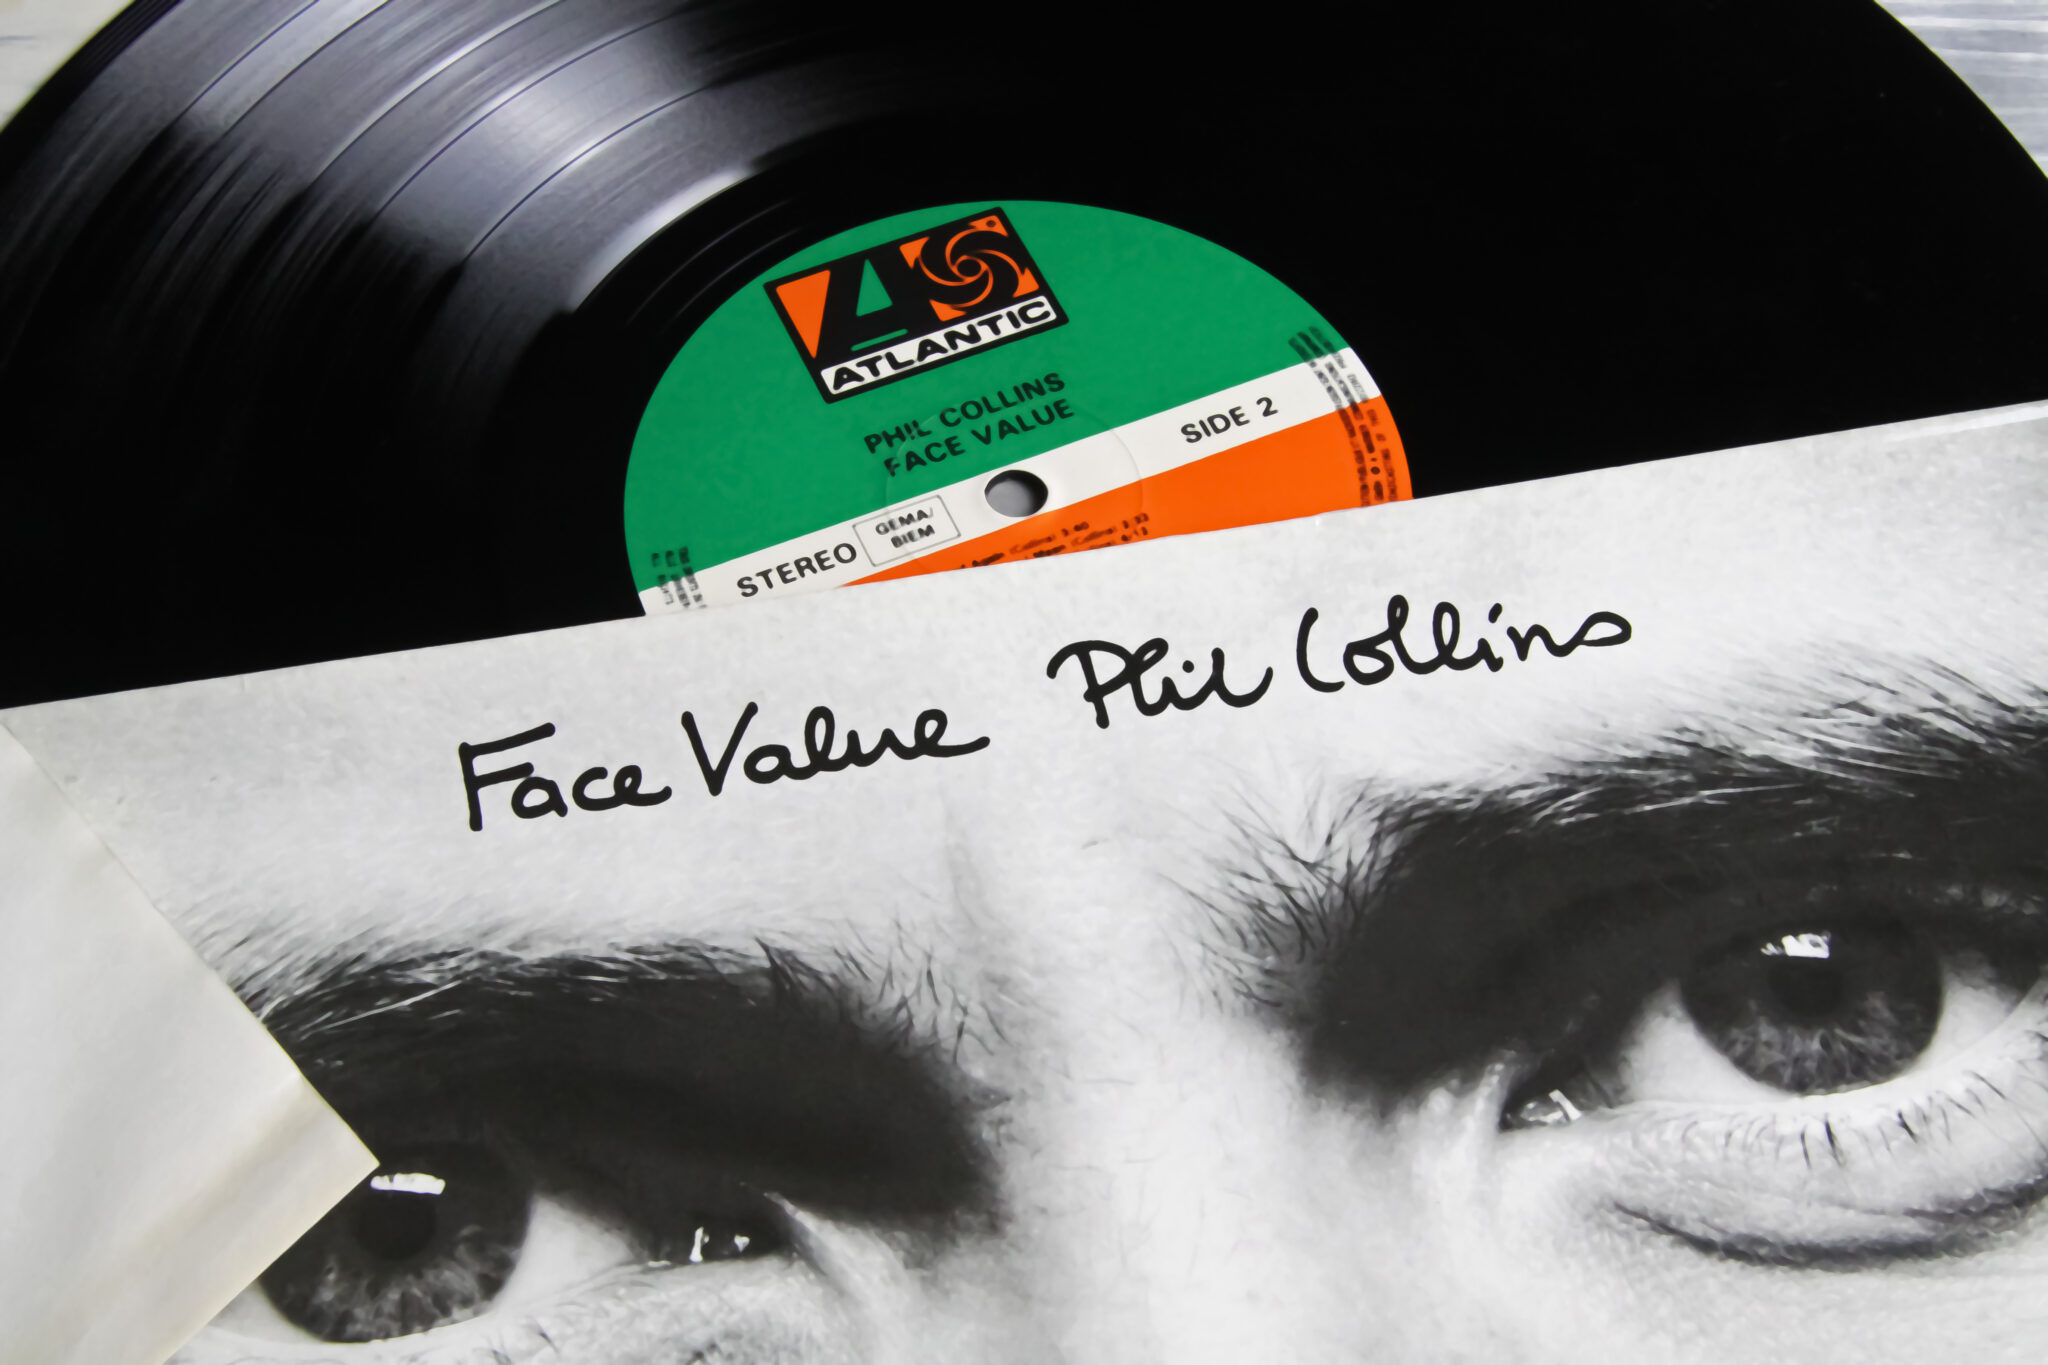 ATLANTIC
PHIL COLLINS
FACE VALUE
SIDE 2
STEREO
GEMA/
BIEM
Face Value Phil Collins